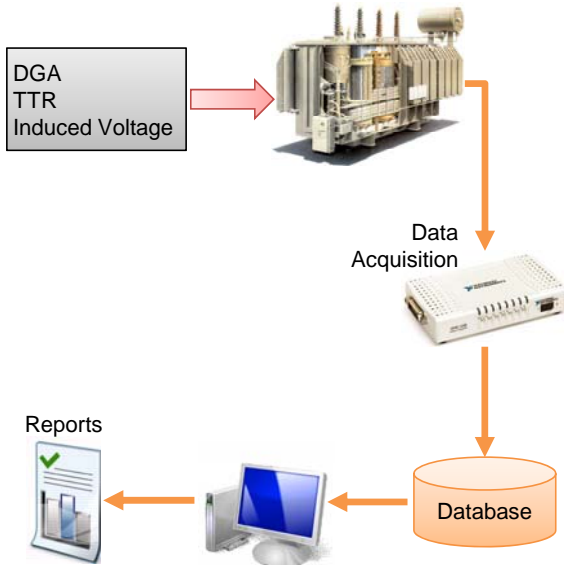 DGA
TTR
Induced Voltage
Data
Acquisition
Reports
Database